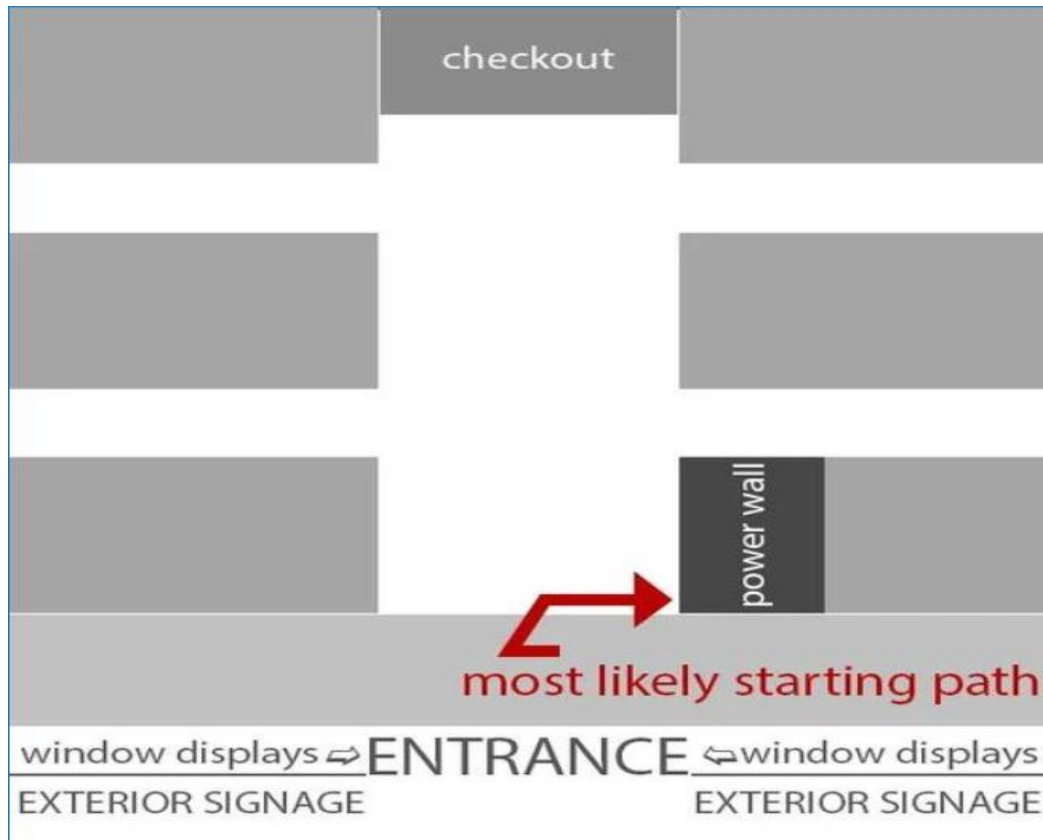 checkout
power wall
most likely starting path
window displays ⇨ ENTRANCE ⇦ window displays
EXTERIOR SIGNAGE EXTERIOR SIGNAGE